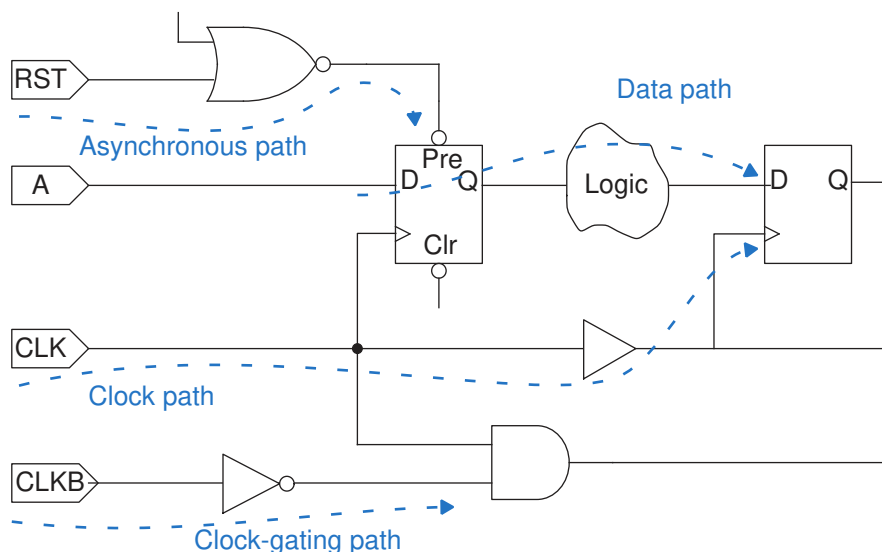 RST
Data path
Asynchronous path
Pre
A
D
Q
Logic
D
Q
Clr
CLK
Clock path
CLKB
Clock-gating path